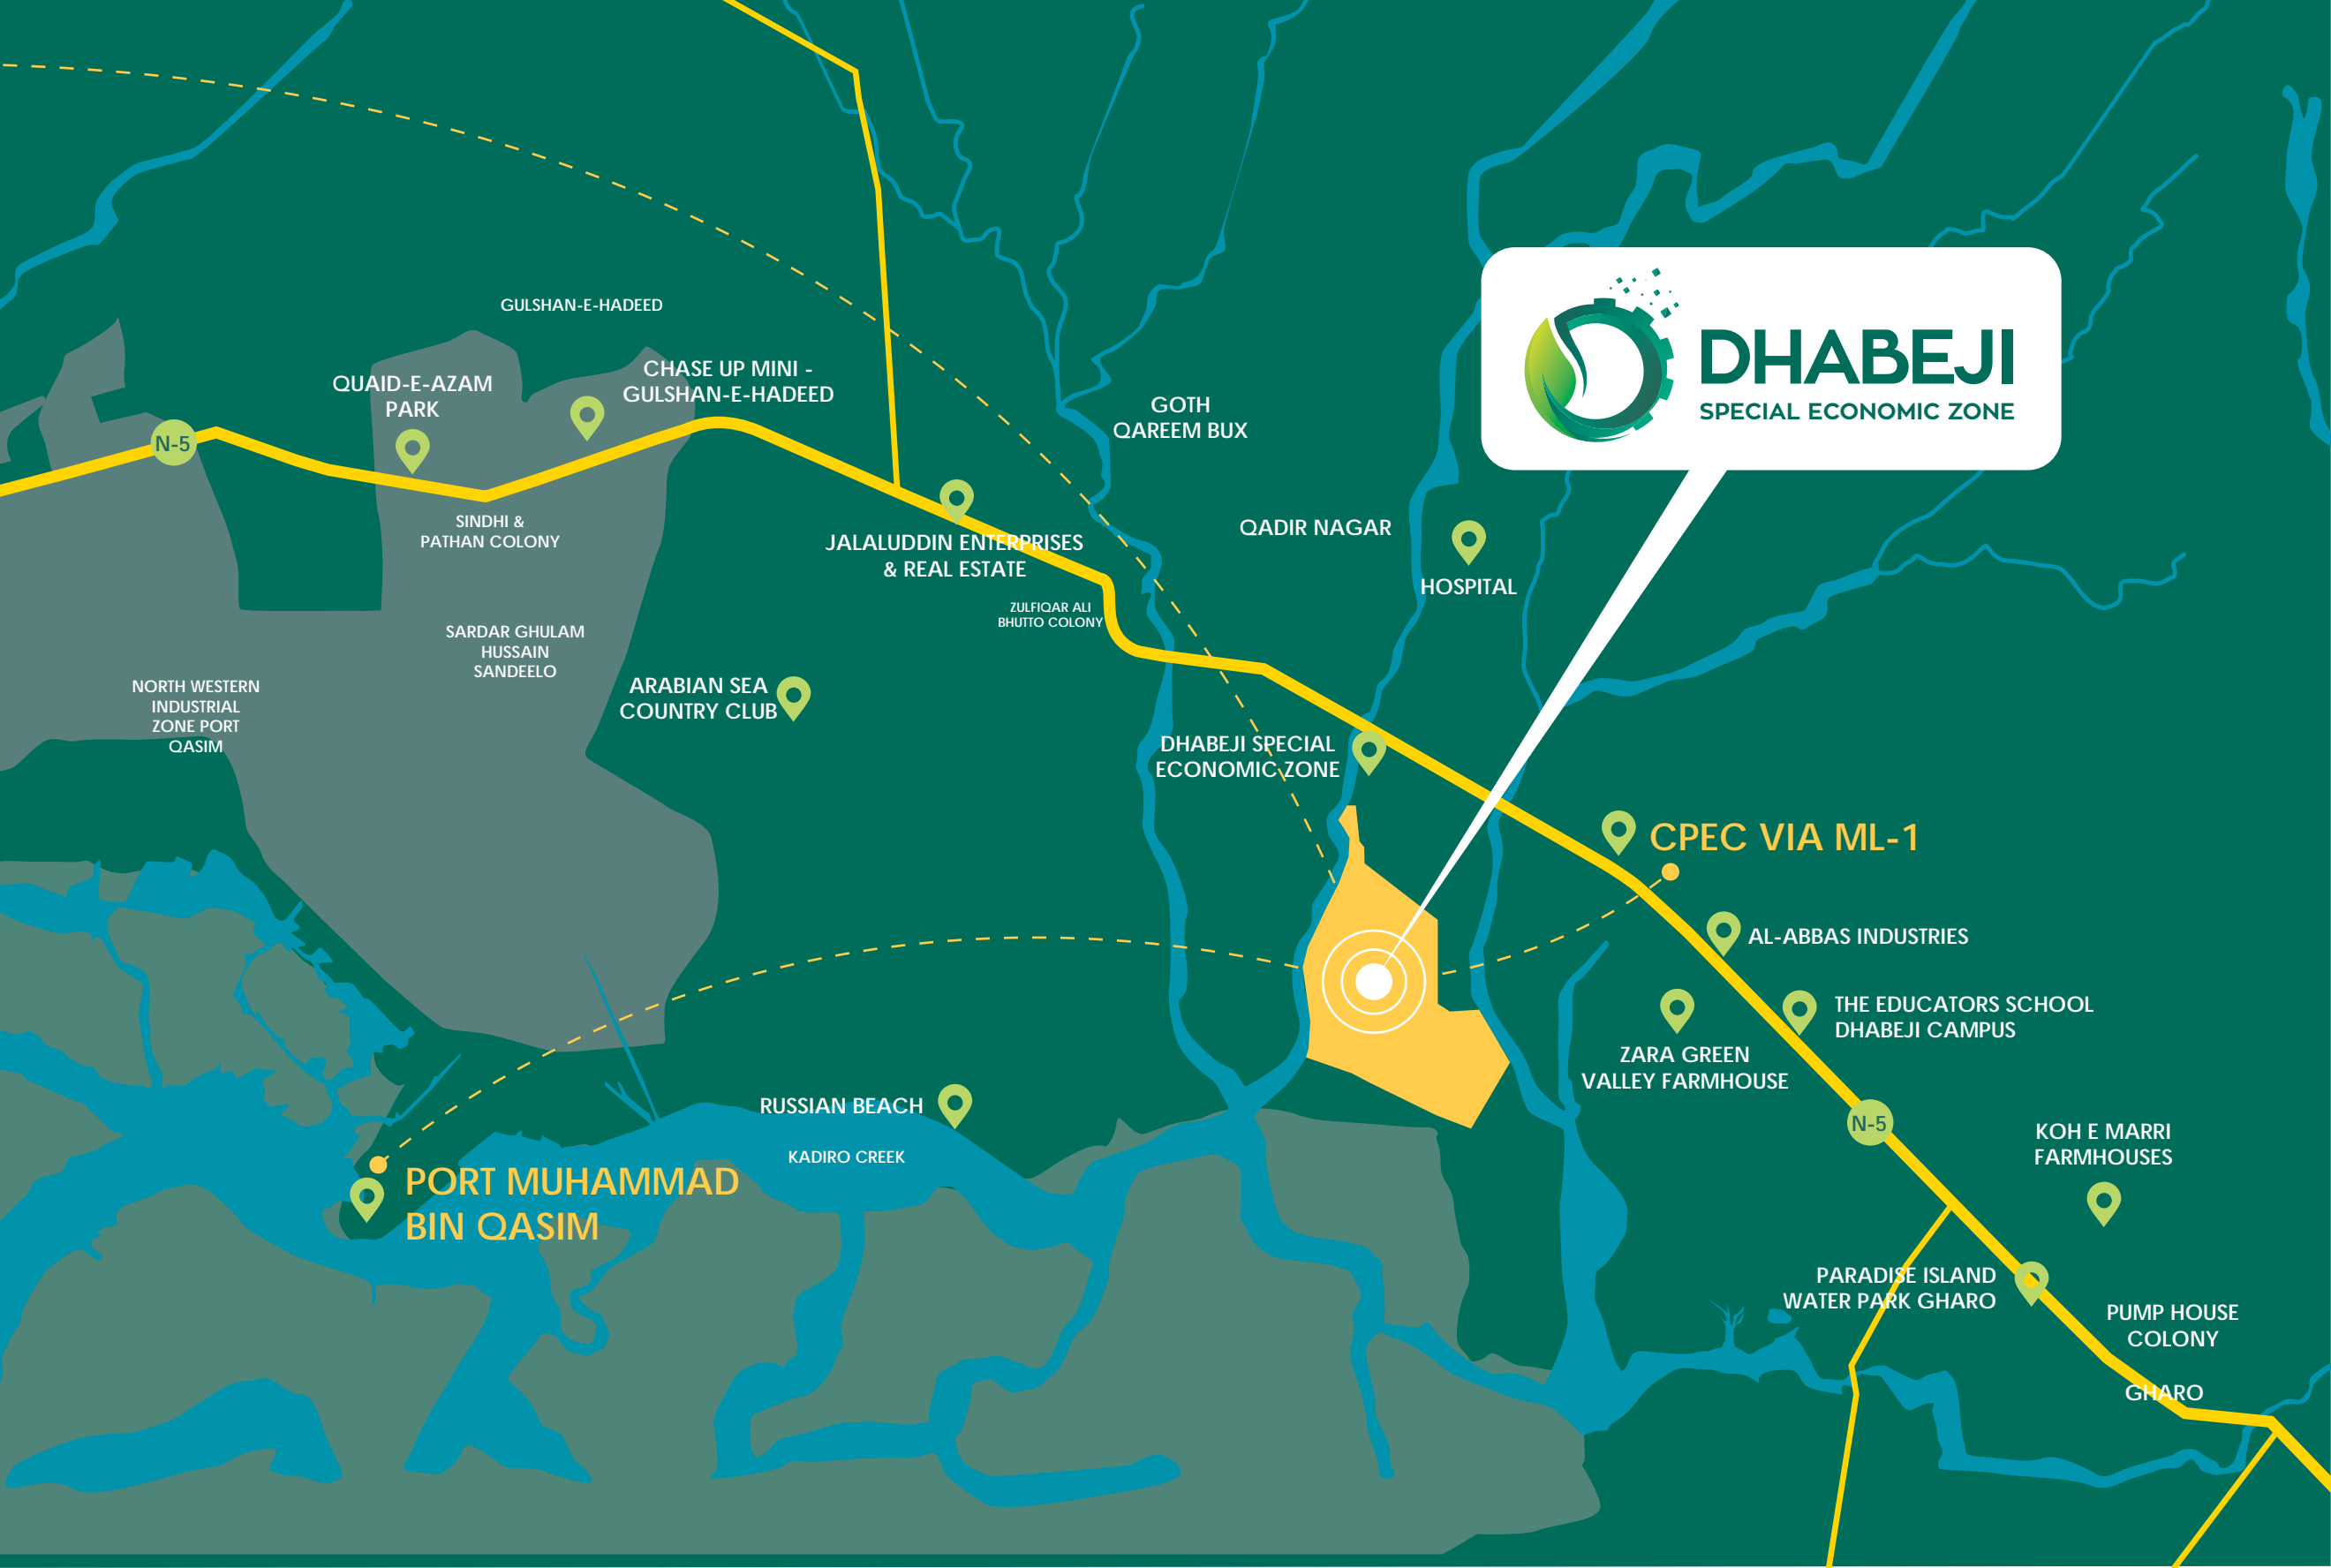 GULSHAN-E-HADEED
CHASE UP MINI -
GULSHAN-E-HADEED
QUAID-E-AZAM
PARK
N-5
GOTH
QAREEM BUX
DHABEJI
SPECIAL ECONOMIC ZONE
SINDHI &
PATHAN COLONY
JALALUDDIN ENTERPRISES
& REAL ESTATE
QADIR NAGAR
HOSPITAL
ZULFIQAR ALI
BHUTTO COLONY
SARDAR GHULAM
HUSSAIN
SANDEELO
NORTH WESTERN
INDUSTRIAL
ZONE PORT
QASIM
ARABIAN SEA
COUNTRY CLUB
DHABEJI SPECIAL
ECONOMIC ZONE
CPEC VIA ML-1
AL-ABBAS INDUSTRIES
THE EDUCATORS SCHOOL
DHABEJI CAMPUS
ZARA GREEN
VALLEY FARMHOUSE
RUSSIAN BEACH
KADIRO CREEK
N-5
KOH E MARRI
FARMHOUSES
PORT MUHAMMAD
BIN QASIM
PARADISE ISLAND
WATER PARK GHARO
PUMP HOUSE
COLONY
GHARO